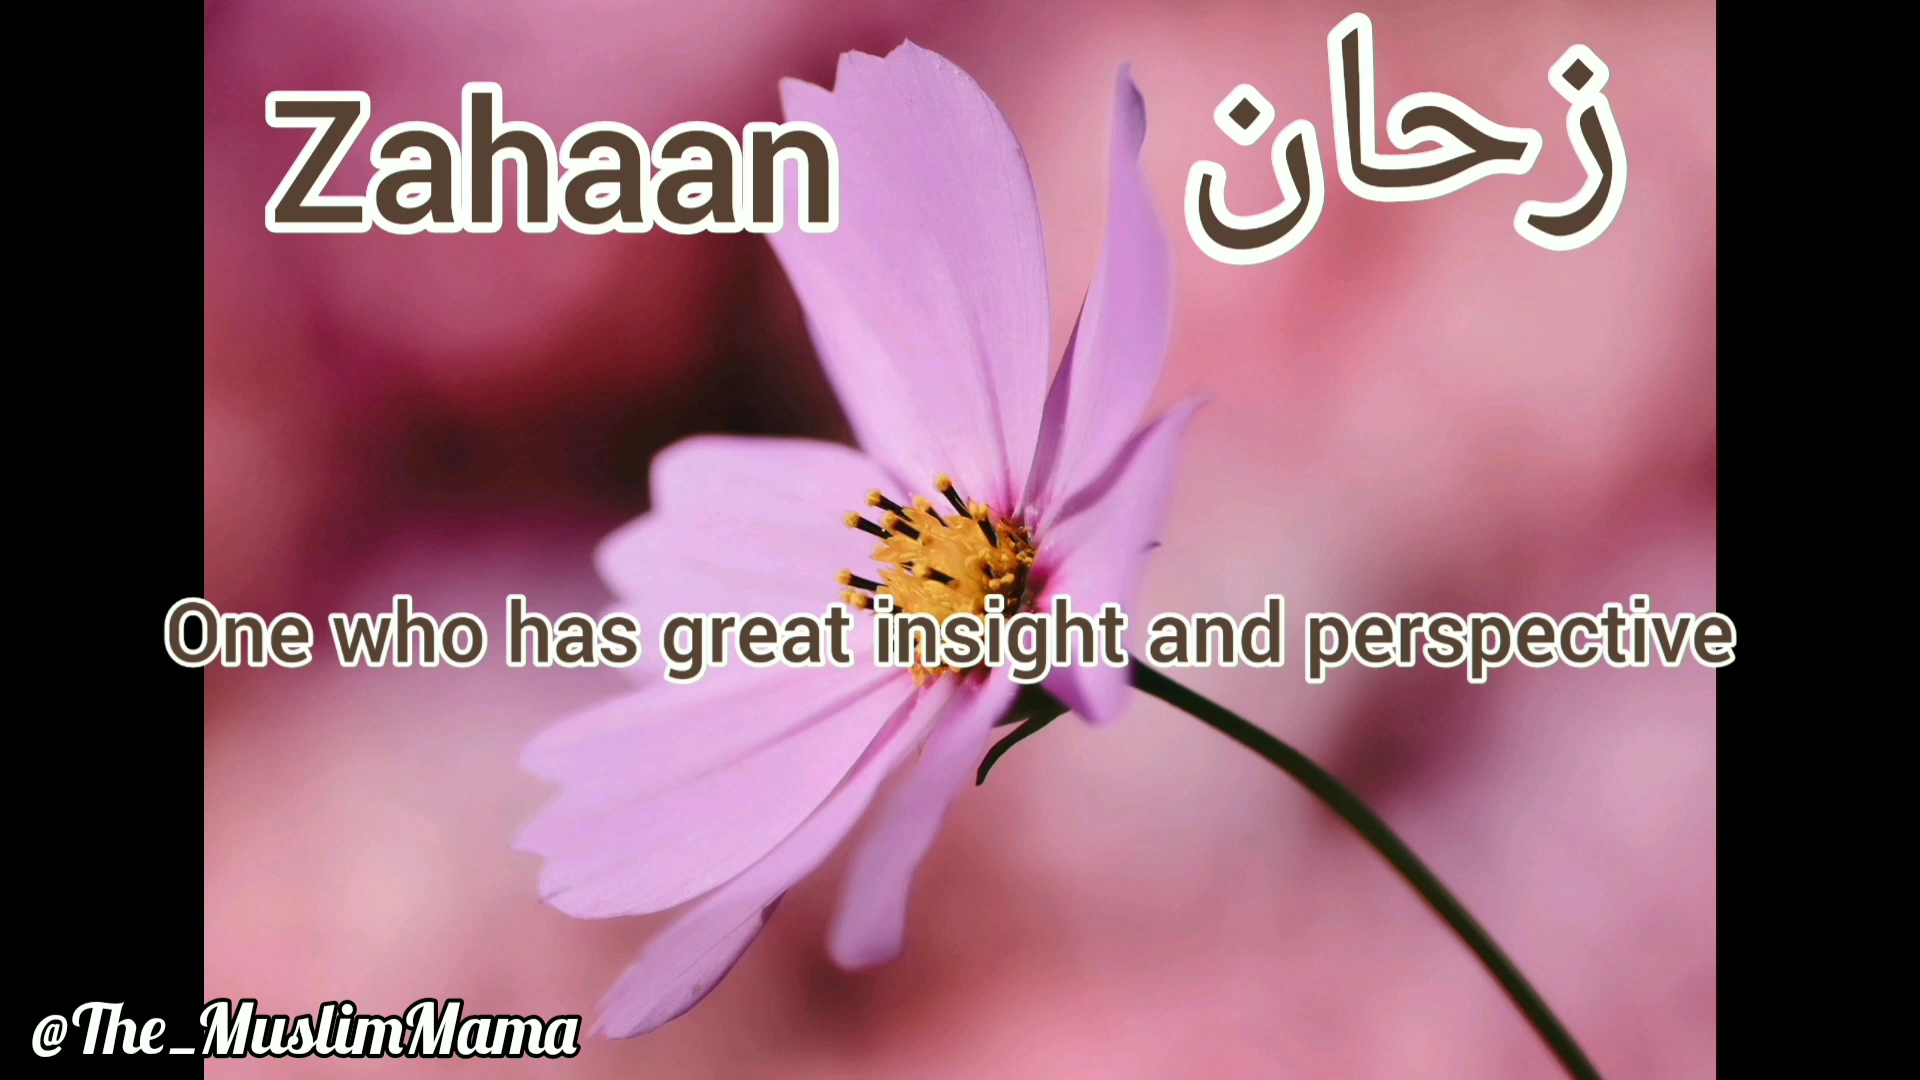 Zahaan
زحان
One who has great insight and perspective
@The_MuslimMama